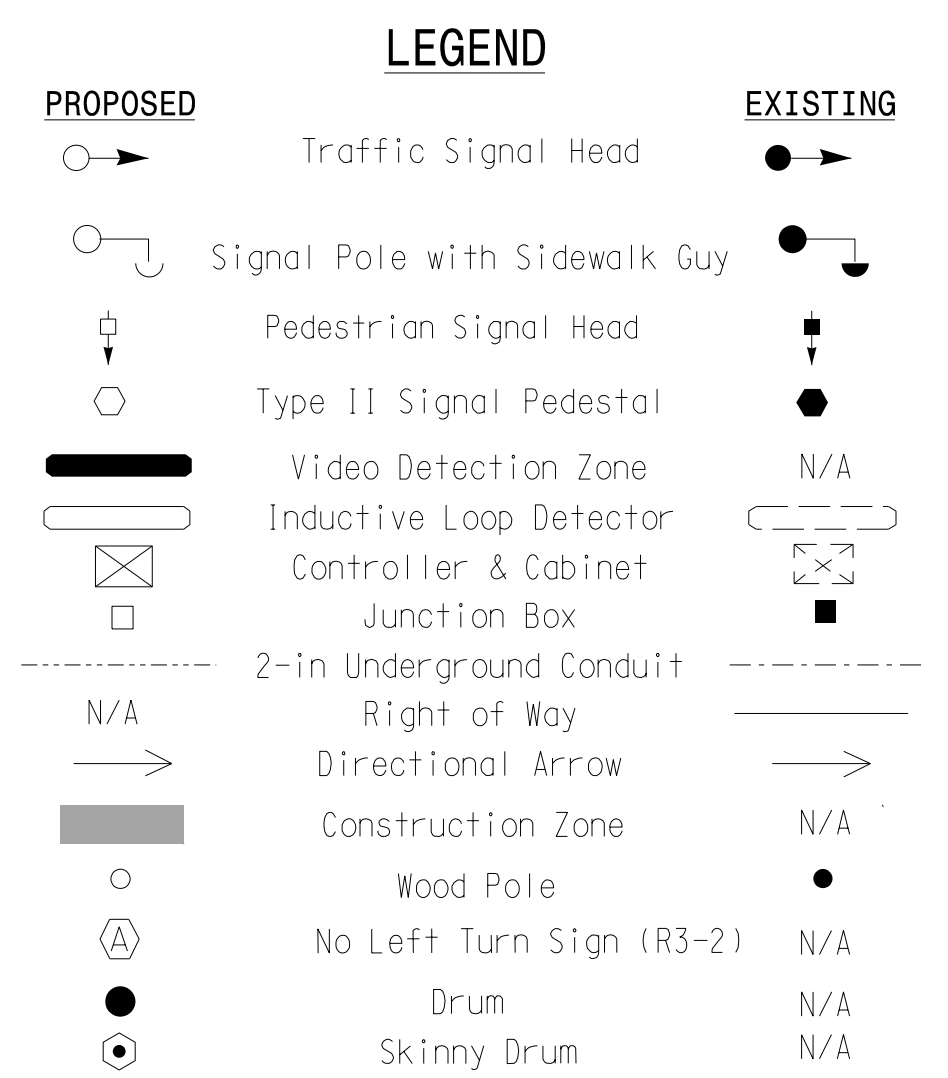 LEGEND
PROPOSED EXISTING
Traffic Signal Head
Signal Pole with Sidewalk Guy
Pedestrian Signal Head
Type II Signal Pedestal
Video Detection Zone N/A
Inductive Loop Detector
Controller & Cabinet
Junction Box
2-in Underground Conduit
N/A Right of Way
Directional Arrow
Construction Zone N/A
Wood Pole
A No Left Turn Sign (R3-2) N/A
Drum N/A
Skinny Drum N/A